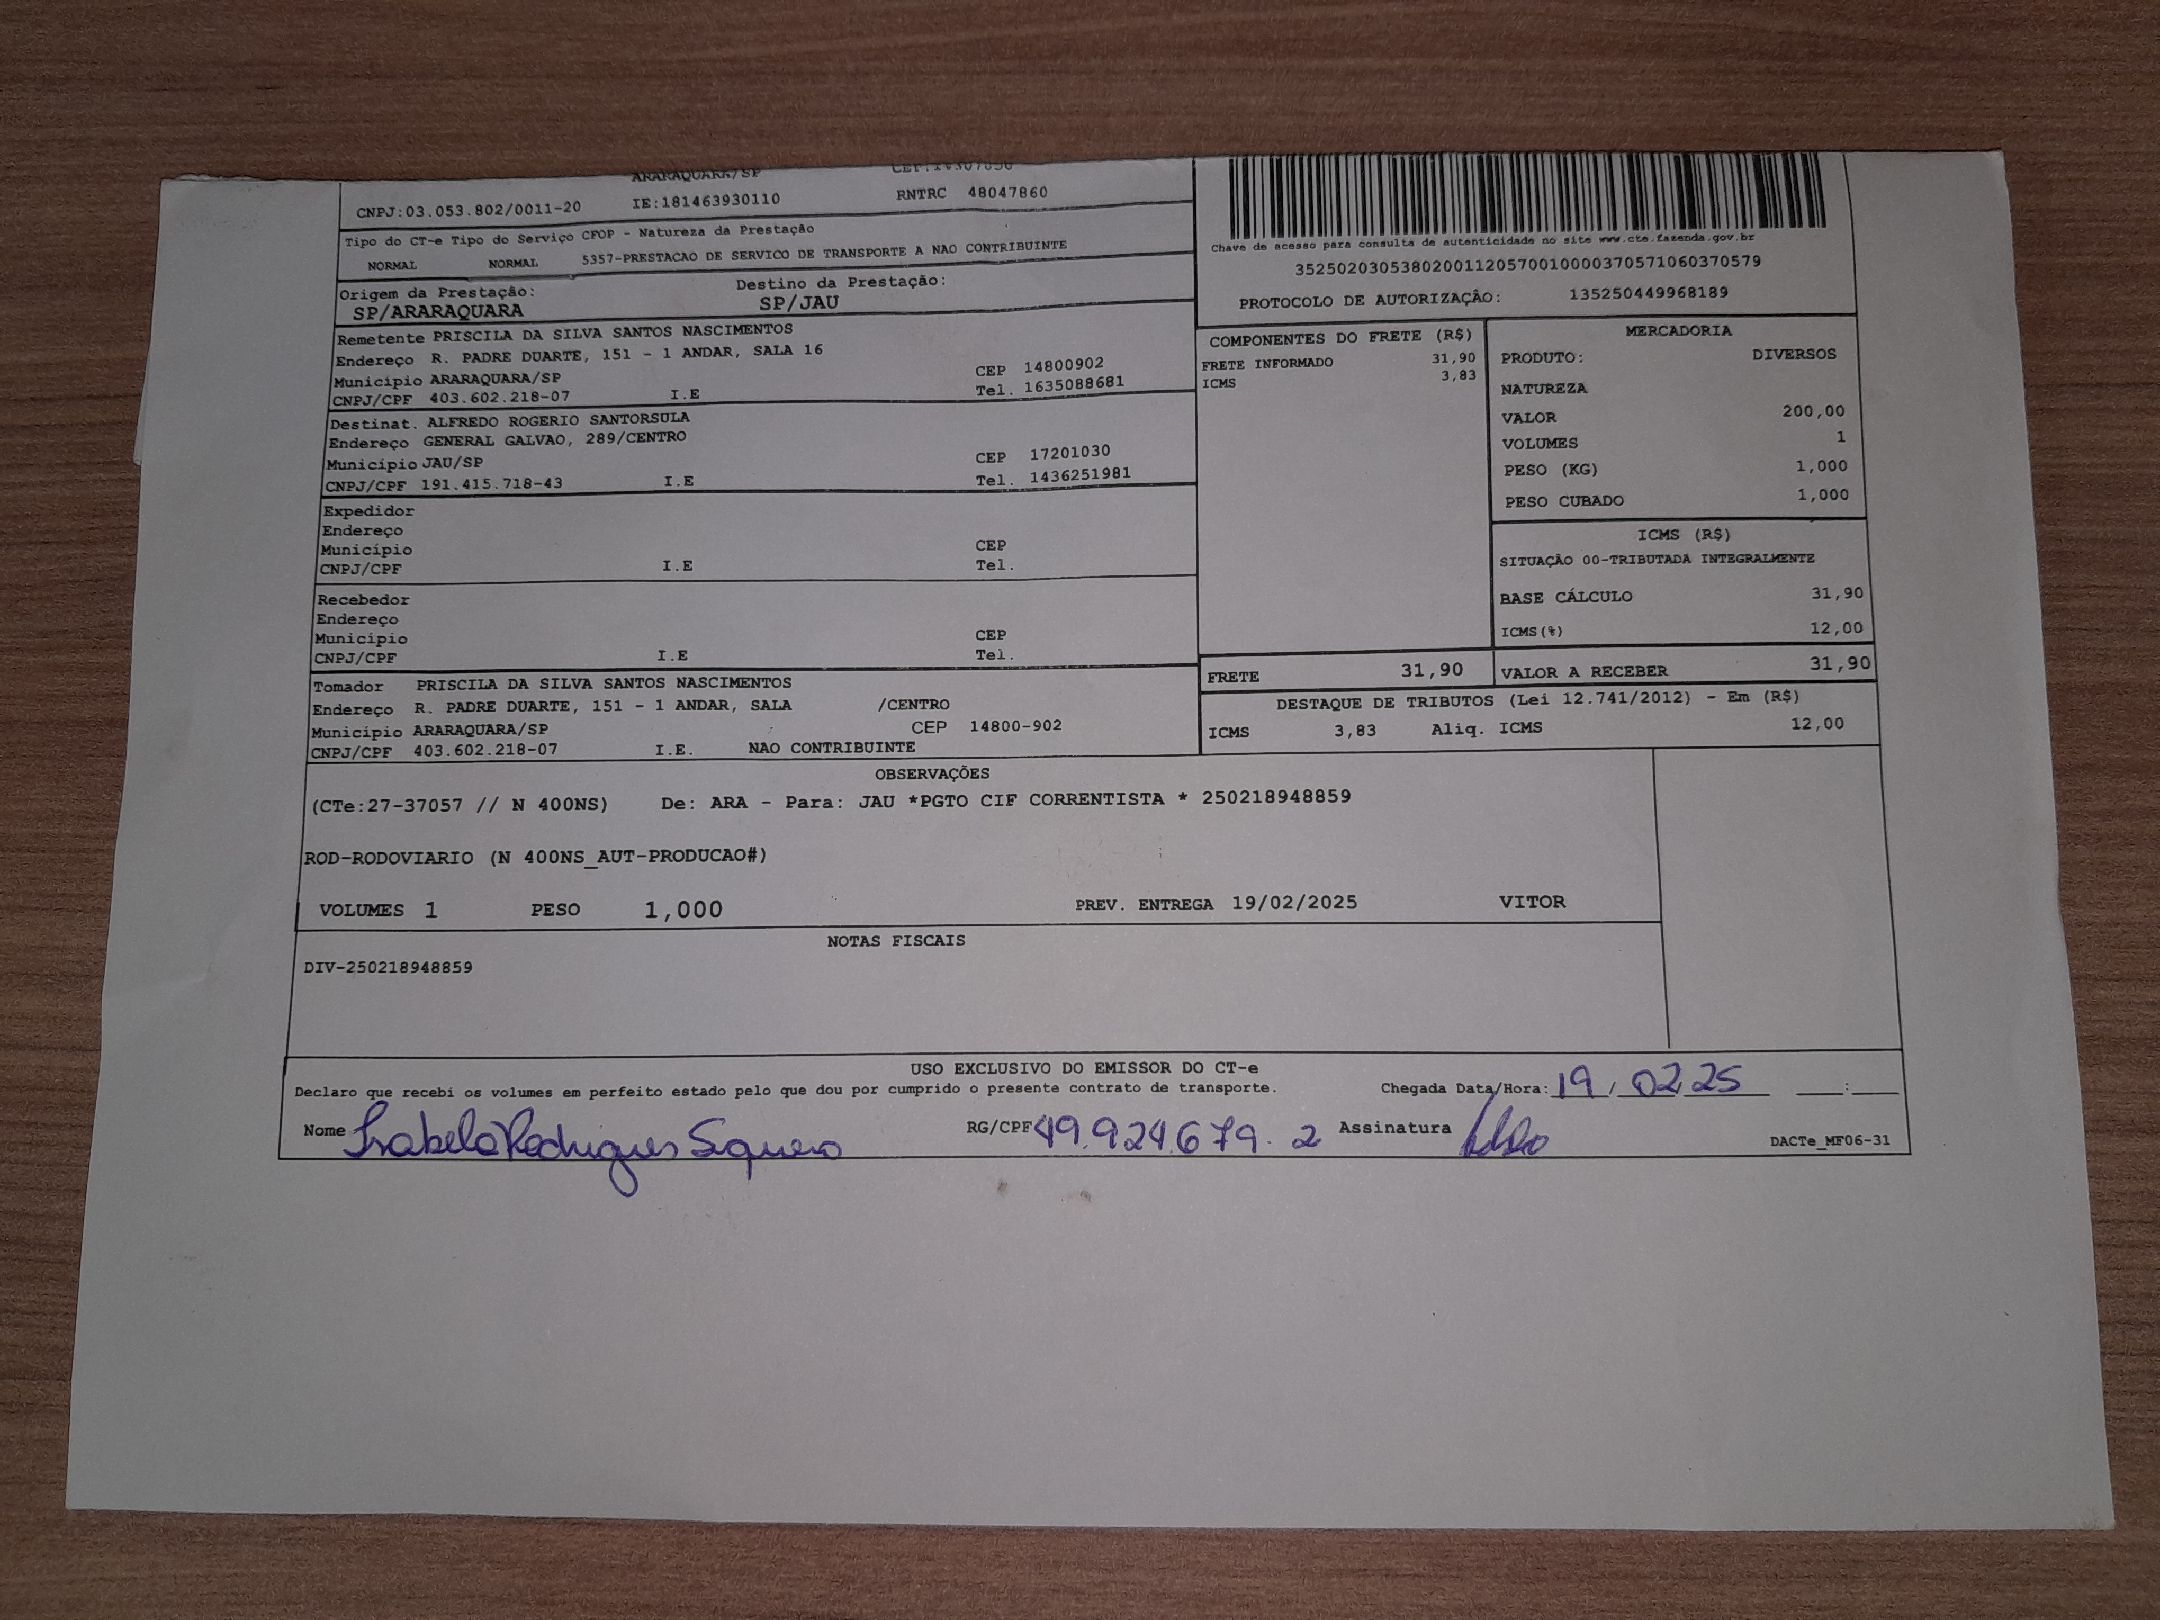 ARARAQUARA/SP
CNPJ:03.053.802/0011-20 IE:181463930110 RNTRC 48047860
Tipo do CT-e Tipo do Serviço CFOP - Natureza da Prestação
NORMAL NORMAL 5357-PRESTACAO DE SERVICO DE TRANSPORTE A NAO CONTRIBUINTE
Origem da Prestação: Destino da Prestação:
SP/ARARAQUARA SP/JAU
Remetente PRISCILA DA SILVA SANTOS NASCIMENTOS
Endereço R. PADRE DUARTE, 151 - 1 ANDAR, SALA 16
Município ARARAQUARA/SP CEP 14800902
CNPJ/CPF 403.602.218-07 I.E Tel. 1635088681
Destinat. ALFREDO ROGERIO SANTORSULA
Endereço GENERAL GALVAO, 289/CENTRO
Município JAU/SP CEP 17201030
CNPJ/CPF 191.415.718-43 I.E Tel. 1436251981
Expedidor
Endereço
Município CEP
CNPJ/CPF I.E Tel.
Recebedor
Endereço
Município CEP
CNPJ/CPF I.E Tel.
Tomador PRISCILA DA SILVA SANTOS NASCIMENTOS
Endereço R. PADRE DUARTE, 151 - 1 ANDAR, SALA /CENTRO
Município ARARAQUARA/SP CEP 14800-902
CNPJ/CPF 403.602.218-07 I.E. NAO CONTRIBUINTE
Chave de acesso para consulta de autenticidade no site www.cte.fazenda.gov.br
35250203053802001120570010000370571060370579
PROTOCOLO DE AUTORIZAÇÃO: 135250449968189
COMPONENTES DO FRETE (R$)
FRETE INFORMADO 31,90
ICMS 3,83
MERCADORIA
PRODUTO: DIVERSOS
NATUREZA
VALOR 200,00
VOLUMES 1
PESO (KG) 1,000
PESO CUBADO 1,000
ICMS (R$)
SITUAÇÃO 00-TRIBUTADA INTEGRALMENTE
BASE CÁLCULO 31,90
ICMS(%) 12,00
FRETE 31,90 VALOR A RECEBER 31,90
DESTAQUE DE TRIBUTOS (Lei 12.741/2012) - Em (R$)
ICMS 3,83 Aliq. ICMS 12,00
OBSERVAÇÕES
(CTe:27-37057 // N 400NS) De: ARA - Para: JAU *PGTO CIF CORRENTISTA * 250218948859
ROD-RODOVIARIO (N 400NS_AUT-PRODUCAO#)
VOLUMES 1 PESO 1,000 PREV. ENTREGA 19/02/2025 VITOR
NOTAS FISCAIS
DIV-250218948859
USO EXCLUSIVO DO EMISSOR DO CT-e
Declaro que recebi os volumes em perfeito estado pelo que dou por cumprido o presente contrato de transporte. Chegada Data/Hora: 19/02/25 :
Nome Isabela Rodrigues Siqueira RG/CPF 49.924.679.2 Assinatura DACTe_MF06-31